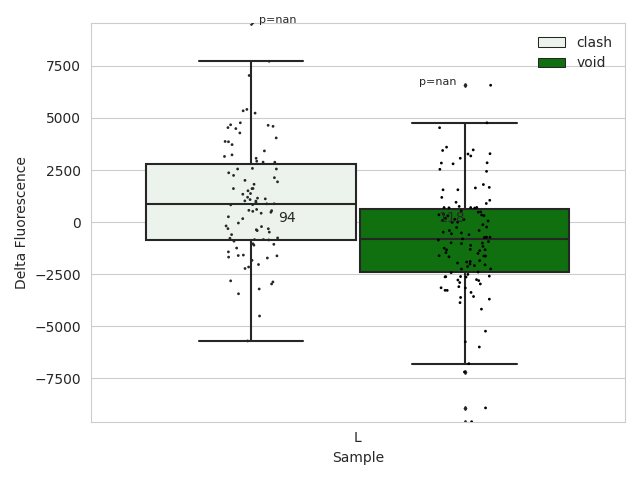 p=nan
p=nan
clash
void
7500
5000
2500
0
−2500
−5000
−7500
94
Delta Fluorescence
L
Sample